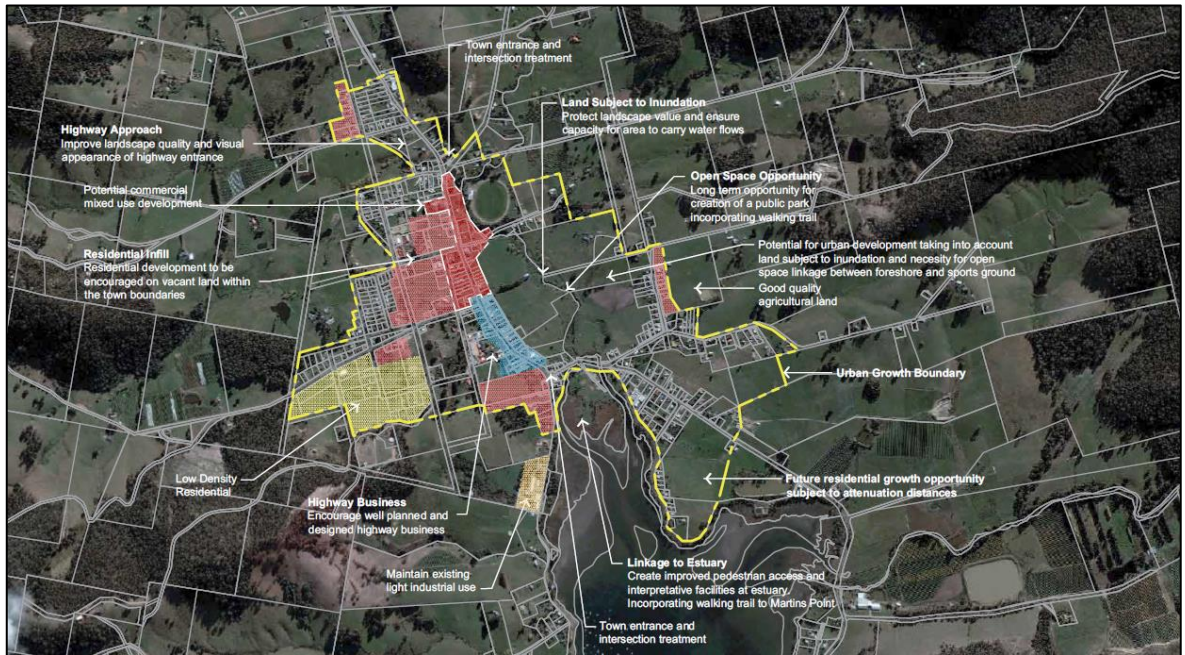 Town entrance and
intersection treatment
Land Subject to Inundation
Protect landscape value and ensure
capacity for area to carry water flows
Highway Approach
Improve landscape quality and visual
appearance of highway entrance
Open Space Opportunity
Long term opportunity for
creation of a public park
incorporating walking trail
Potential commercial
mixed use development
Potential for urban development taking into account
land subject to inundation and necessity for open
space linkage between foreshore and sports ground
Residential Infill
Residential development to be
encouraged on vacant land within
the town boundaries
Good quality
agricultural land
Urban Growth Boundary
Low Density
Residential
Future residential growth opportunity
subject to attenuation distances
Highway Business
Encourage well planned and
designed highway business
Maintain existing
light industrial use
Linkage to Estuary
Create improved pedestrian access and
interpretative facilities at estuary.
Incorporating walking trail to Martins Point
Town entrance and
intersection treatment